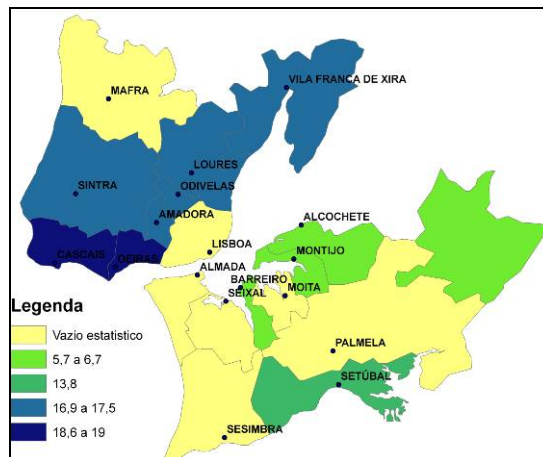 MAFRA
VILA FRANCA DE XIRA
LOURES
SINTRA
ODIVELAS
AMADORA
ALCOCHETE
LISBOA
MONTIJO
CASCAIS
OEIRAS
ALMADA
BARREIRO
MOITA
SEIXAL
PALMELA
SETÚBAL
SESIMBRA
Legenda
Vazio estatistico
5,7 a 6,7
13,8
16,9 a 17,5
18,6 a 19